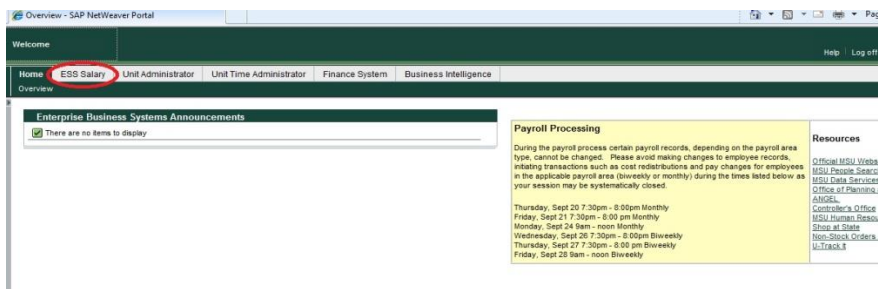 Overview - SAP NetWeaver Portal
Pag
Welcome
Help Log off
Home ESS Salary Unit Administrator Unit Time Administrator Finance System Business Intelligence
Overview
Enterprise Business Systems Announcements
There are no items to display
Payroll Processing
During the payroll process certain payroll records, depending on the payroll area
type, cannot be changed. Please avoid making changes to employee records,
initiating transactions such as cost redistributions and pay changes for employees
in the applicable payroll area (biweekly or monthly) during the times listed below as
your session may be systematically closed.
Thursday, Sept 20 7:30pm - 8:00pm Monthly
Friday, Sept 21 7:30pm - 8:00 pm Monthly
Monday, Sept 24 9am - noon Monthly
Wednesday, Sept 26 7:30pm - 8:00pm Biweekly
Thursday, Sept 27 7:30pm - 8:00 pm Biweekly
Friday, Sept 28 9am - noon Biweekly
Resources
Official MSU Webs
MSU People Searc
MSU Data Services
Office of Planning
ANGEL
Controller's Office
MSU Human Resou
Shop at State
Non-Stock Orders
U-Track It